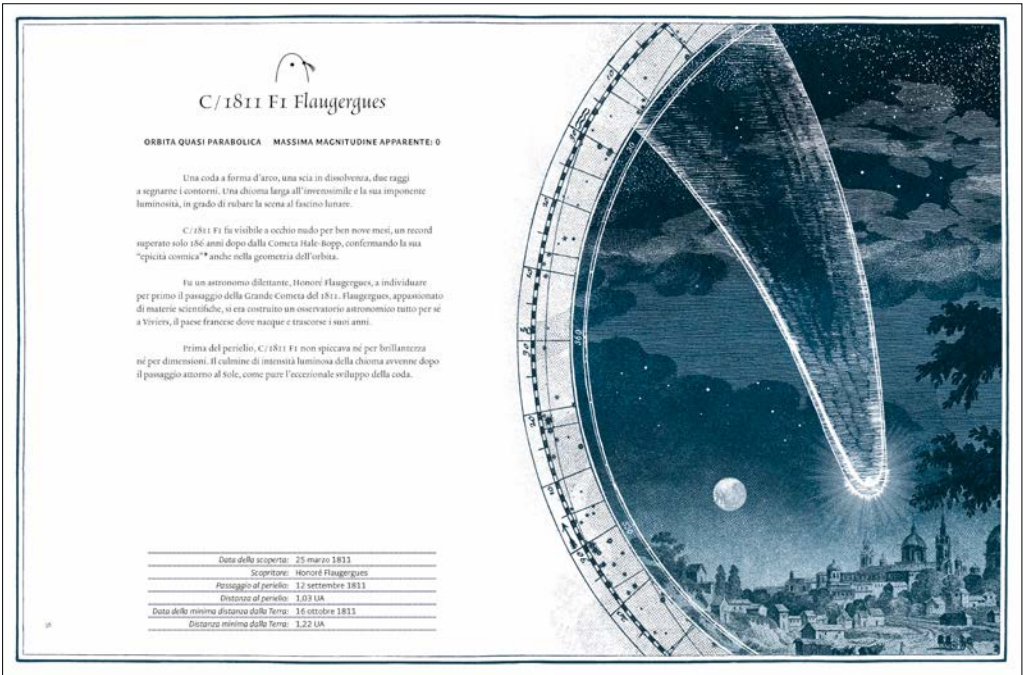 C/1811 F1 Flaugergues
ORBITA QUASI PARABOLICA MASSIMA MAGNITUDINE APPARENTE: 0
Una coda a forma d'arco, una scia in dissolvenza, due raggi
a segnarne i contorni. Una chioma larga all'inverosimile e la sua imponente
luminosità, in grado di rubare la scena al fascino lunare.
C/1811 F1 fu visibile a occhio nudo per ben nove mesi, un record
superato solo 186 anni dopo dalla Cometa Hale-Bopp, confermando la sua
"epicità cosmica"* anche nella geometria dell'orbita.
Fu un astronomo dilettante, Honoré Flaugergues, a individuare
per primo il passaggio della Grande Cometa del 1811. Flaugergues, appassionato
di materie scientifiche, si era costruito un osservatorio astronomico tutto per sé
a Viviers, il paese francese dove nacque e trascorse i suoi anni.
Prima del perielio, C/1811 F1 non spiccava né per brillantezza
né per dimensioni. Il culmine di intensità luminosa della chioma avvenne dopo
il passaggio attorno al Sole, come pure l'eccezionale sviluppo della coda.
Data della scoperta: 25 marzo 1811
Scopritore: Honoré Flaugergues
Passaggio al perielio: 12 settembre 1811
Distanza al perielio: 1,03 UA
Data della minima distanza dalla Terra: 16 ottobre 1811
Distanza minima dalla Terra: 1,22 UA
360